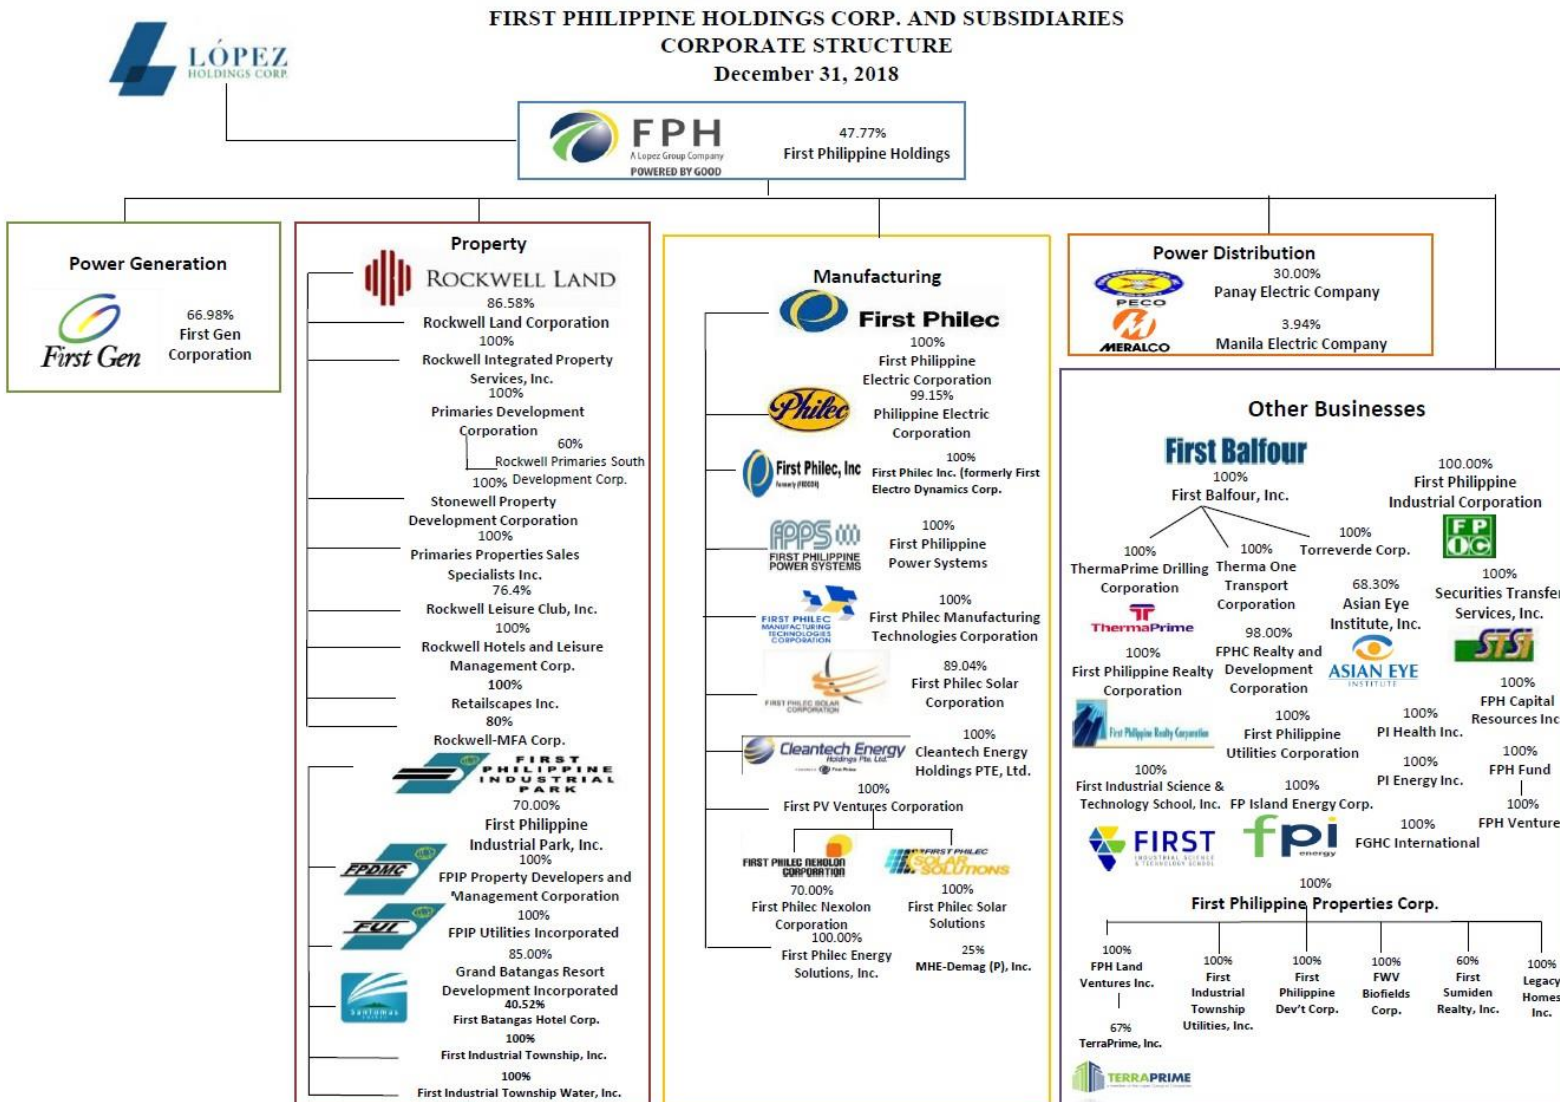 LÓPEZ
HOLDINGS CORP.
FIRST PHILIPPINE HOLDINGS CORP. AND SUBSIDIARIES
CORPORATE STRUCTURE
December 31, 2018
FPH
A Lopez Group Company
POWERED BY GOOD
47.77%
First Philippine Holdings
Power Generation
First Gen
66.98%
First Gen
Corporation
Property
ROCKWELL LAND
86.58%
Rockwell Land Corporation
100%
Rockwell Integrated Property
Services, Inc.
100%
Primaries Development
Corporation
60%
Rockwell Primaries South
Development Corp.
100%
Stonewell Property
Development Corporation
100%
Primaries Properties Sales
Specialists Inc.
76.4%
Rockwell Leisure Club, Inc.
100%
Rockwell Hotels and Leisure
Management Corp.
100%
Retailscapes Inc.
80%
Rockwell-MFA Corp.
FIRST
PHILIPPINE
INDUSTRIAL
PARK
70.00%
First Philippine
Industrial Park, Inc.
FPDMC
100%
FPIP Property Developers and
Management Corporation
FUI
100%
FPIP Utilities Incorporated
85.00%
Grand Batangas Resort
Development Incorporated
santomas
40.52%
First Batangas Hotel Corp.
100%
First Industrial Township, Inc.
100%
First Industrial Township Water, Inc.
Manufacturing
First Philec
100%
First Philippine
Electric Corporation
Philec
99.15%
Philippine Electric
Corporation
First Philec, Inc
100%
First Philec Inc. (formerly First
Electro Dynamics Corp.
FPPS
FIRST PHILIPPINE
POWER SYSTEMS
100%
First Philippine
Power Systems
FIRST PHILEC
MANUFACTURING
TECHNOLOGIES
CORPORATION
100%
First Philec Manufacturing
Technologies Corporation
FIRST PHILEC SOLAR
CORPORATION
89.04%
First Philec Solar
Corporation
Cleantech Energy
Holdings Pte. Ltd.
100%
Cleantech Energy
Holdings PTE, Ltd.
100%
First PV Ventures Corporation
FIRST PHILEC NEXOLON
CORPORATION
70.00%
First Philec Nexolon
Corporation
FIRST PHILEC
SOLAR
SOLUTIONS
100%
First Philec Solar
Solutions
100.00%
First Philec Energy
Solutions, Inc.
25%
MHE-Demag (P), Inc.
Power Distribution
PECO
30.00%
Panay Electric Company
MERALCO
3.94%
Manila Electric Company
Other Businesses
First Balfour
100%
First Balfour, Inc.
100.00%
First Philippine
Industrial Corporation
FP
IC
100%
ThermaPrime Drilling
Corporation
ThermaPrime
100%
Therma One
Transport
Corporation
100%
Torreverde Corp.
68.30%
Asian Eye
Institute, Inc.
ASIAN EYE
INSTITUTE
100%
Securities Transfer
Services, Inc.
STSI
100%
First Philippine Realty
Corporation
First Philippine Realty Corporation
98.00%
FPHC Realty and
Development
Corporation
100%
FPH Capital
Resources Inc
100%
First Philippine
Utilities Corporation
100%
PI Health Inc.
100%
PI Energy Inc.
100%
FPH Fund
100%
FPH Venture
100%
First Industrial Science &
Technology School, Inc.
FIRST
INDUSTRIAL SCIENCE
& TECHNOLOGY SCHOOL
100%
FP Island Energy Corp.
fpi
energy
100%
FGHC International
100%
First Philippine Properties Corp.
100%
FPH Land
Ventures Inc.
67%
TerraPrime, Inc.
TERRAPRIME
100%
First
Industrial
Township
Utilities, Inc.
100%
First
Philippine
Dev't Corp.
100%
FWV
Biofields
Corp.
60%
First
Sumiden
Realty, Inc.
100%
Legacy
Homes
Inc.